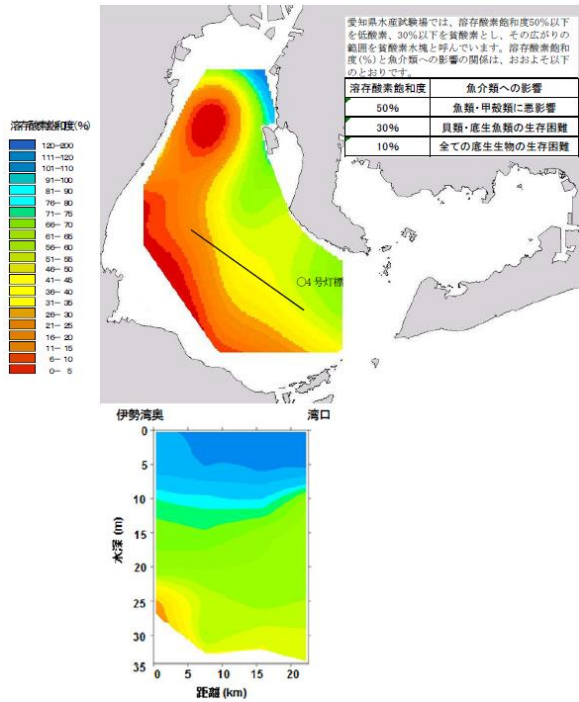 愛知県水産試験場では、溶存酸素飽和度50%以下
を低酸素、30%以下を貧酸素とし、その広がりの
範囲を貧酸素水塊と呼んでいます。溶存酸素飽和
度(%)と魚介類への影響の関係は、おおよそ以下
のとおりです。
溶存酸素飽和度 魚介類への影響
50% 魚類・甲殻類に悪影響
30% 貝類・底生魚類の生存困難
10% 全ての底生生物の生存困難
溶存酸素飽和度(%)
120-200
111-120
101-110
91-100
81- 90
76- 80
71- 75
66- 70
61- 65
56- 60
51- 55
46- 50
41- 45
36- 40
31- 35
26- 30
21- 25
16- 20
11- 15
6- 10
0- 5
○4号灯標
伊勢湾奥 湾口
0
5
10
15
20
25
30
35
水深(m)
0 5 10 15 20
距離(km)